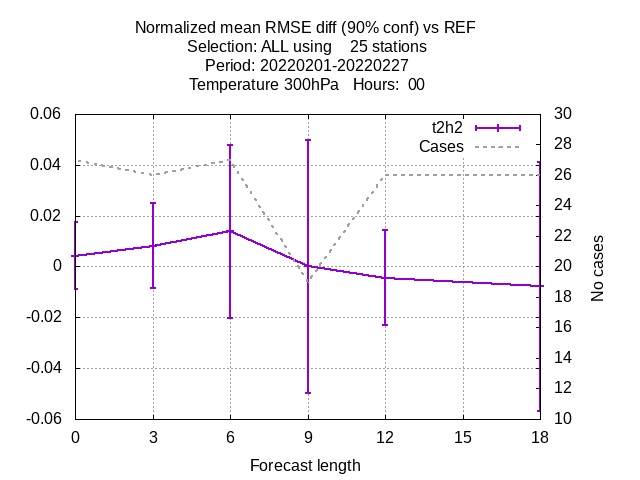 Normalized mean RMSE diff (90% conf) vs REF
Selection: ALL using    25 stations
Period: 20220201-20220227
Temperature 300hPa   Hours:  00
0.06
0.04
0.02
0
-0.02
-0.04
-0.06
30
28
26
24
22
20
18
16
14
12
10
t2h2
Cases
No cases
0 3 6 9 12 15 18
Forecast length